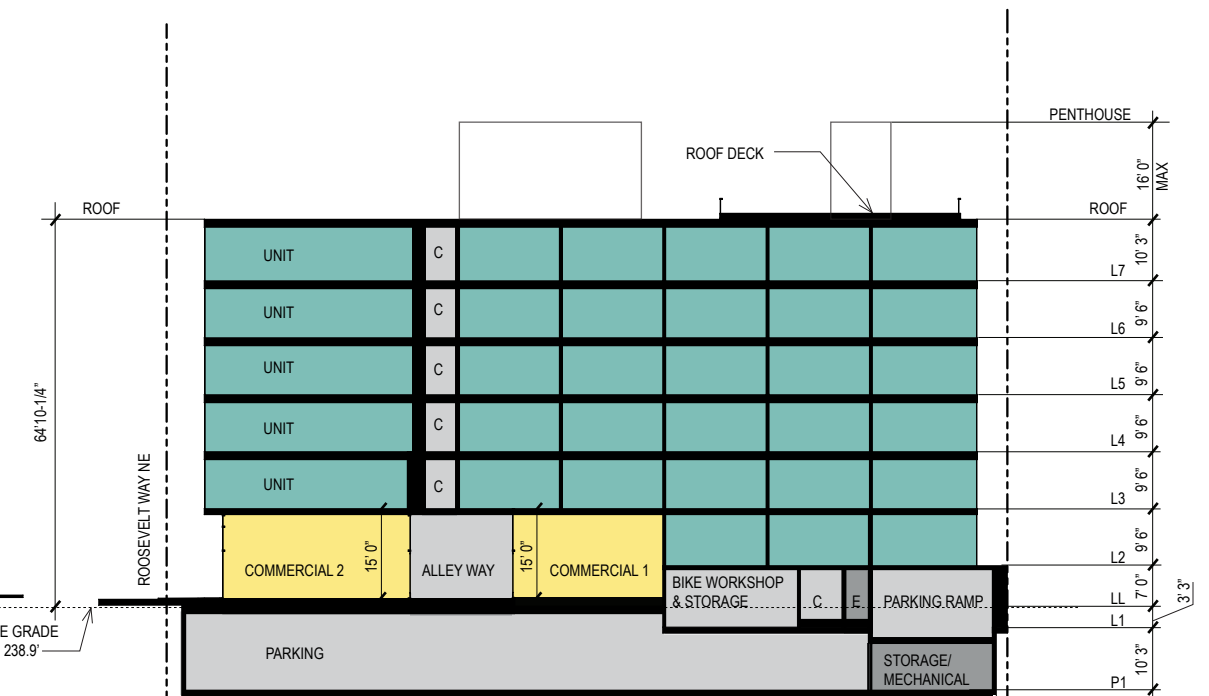 PENTHOUSE
ROOF DECK
16' 0"
MAX
ROOF
ROOF
10' 3"
UNIT
C
L7
9' 6"
UNIT
C
L6
9' 6"
UNIT
C
L5
9' 6"
64'10-1/4"
UNIT
C
L4
9' 6"
UNIT
C
L3
9' 6"
ROOSEVELT WAY NE
15' 0"
15' 0"
L2
COMMERCIAL 2
ALLEY WAY
COMMERCIAL 1
BIKE WORKSHOP
& STORAGE
C
E
PARKING RAMP
7' 0"
LL
3' 3"
L1
E GRADE
238.9'
PARKING
STORAGE/
MECHANICAL
10' 3"
P1